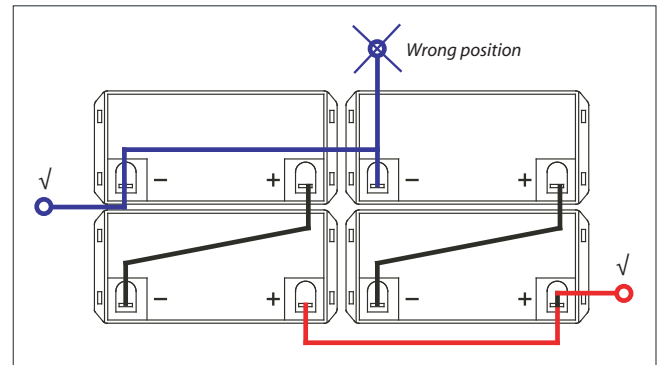 Wrong position
√
− + − +
√
− + − +